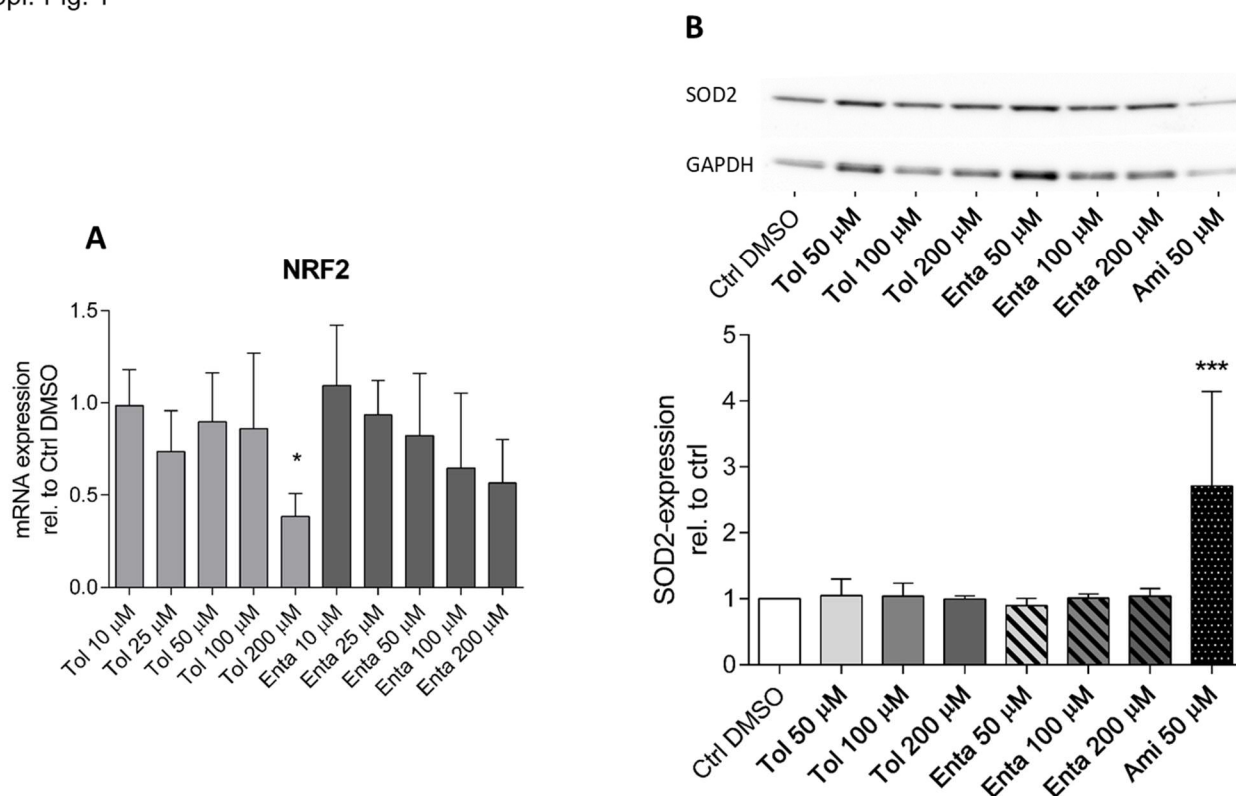 Fig. 1
B
SOD2
GAPDH
Ctrl DMSO
Tol 50 μM
Tol 100 μM
Tol 200 μM
Enta 50 μM
Enta 100 μM
Enta 200 μM
Ami 50 μM
A
NRF2
mRNA expression
rel. to Ctrl DMSO
1.5
1.0
0.5
0.0
*
Tol 10 μM
Tol 25 μM
Tol 50 μM
Tol 100 μM
Tol 200 μM
Enta 10 μM
Enta 25 μM
Enta 50 μM
Enta 100 μM
Enta 200 μM
SOD2-expression
rel. to ctrl
5
4
3
2
1
0
***
Ctrl DMSO
Tol 50 μM
Tol 100 μM
Tol 200 μM
Enta 50 μM
Enta 100 μM
Enta 200 μM
Ami 50 μM